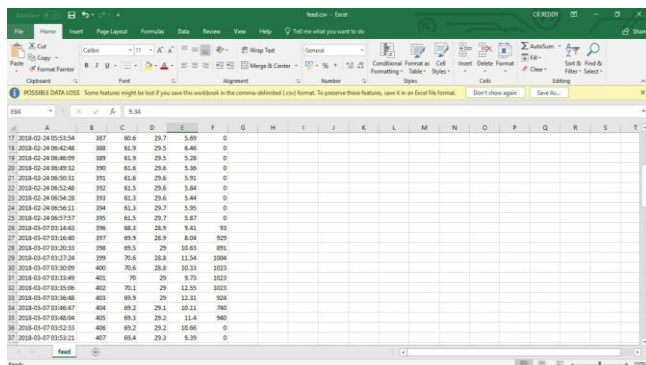 AutoSave feed.csv - Excel CK REDDY
File Home Insert Page Layout Formulas Data Review View Help Tell me what you want to do Share
Cut
Copy
Format Painter
Paste
Calibri 11
B I U
Wrap Text
Merge & Center
General
Conditional Formatting
Format as Table
Cell Styles
Insert Delete Format
AutoSum
Fill
Clear
Sort & Filter
Find & Select
Clipboard Font Alignment Number Styles Cells Editing
POSSIBLE DATA LOSS Some features might be lost if you save this workbook in the comma-delimited (.csv) format. To preserve these features, save it in an Excel file format. Don't show again Save As...
E64 fx 9.34
A B C D E F G H I J K L M N O P Q R S T
17 2018-02-24 05:53:54 387 60.6 29.7 5.69 0
18 2018-02-24 06:42:48 388 61.9 29.5 6.46 0
19 2018-02-24 06:46:09 389 61.9 29.5 5.28 0
20 2018-02-24 06:49:32 390 61.6 29.6 5.36 0
21 2018-02-24 06:50:31 391 61.6 29.6 5.91 0
22 2018-02-24 06:52:48 392 61.5 29.6 5.84 0
23 2018-02-24 06:54:28 393 61.3 29.6 5.44 0
24 2018-02-24 06:56:11 394 61.3 29.7 5.95 0
25 2018-02-24 06:57:57 395 61.5 29.7 5.87 0
26 2018-03-07 03:14:43 396 68.3 28.9 9.41 93
27 2018-03-07 03:16:40 397 69.9 28.9 8.04 929
28 2018-03-07 03:20:33 398 69.5 29 10.63 891
29 2018-03-07 03:27:24 399 70.6 28.8 11.54 1004
30 2018-03-07 03:30:09 400 70.6 28.8 10.33 1023
31 2018-03-07 03:33:49 401 70 29 9.73 1023
32 2018-03-07 03:35:06 402 70.1 29 12.55 1023
33 2018-03-07 03:36:48 403 69.9 29 12.31 924
34 2018-03-07 03:46:47 404 69.2 29.1 10.11 740
35 2018-03-07 03:48:04 405 69.3 29.2 11.4 940
36 2018-03-07 03:52:33 406 69.2 29.2 10.66 0
37 2018-03-07 03:53:21 407 69.4 29.3 9.39 0
feed
100%